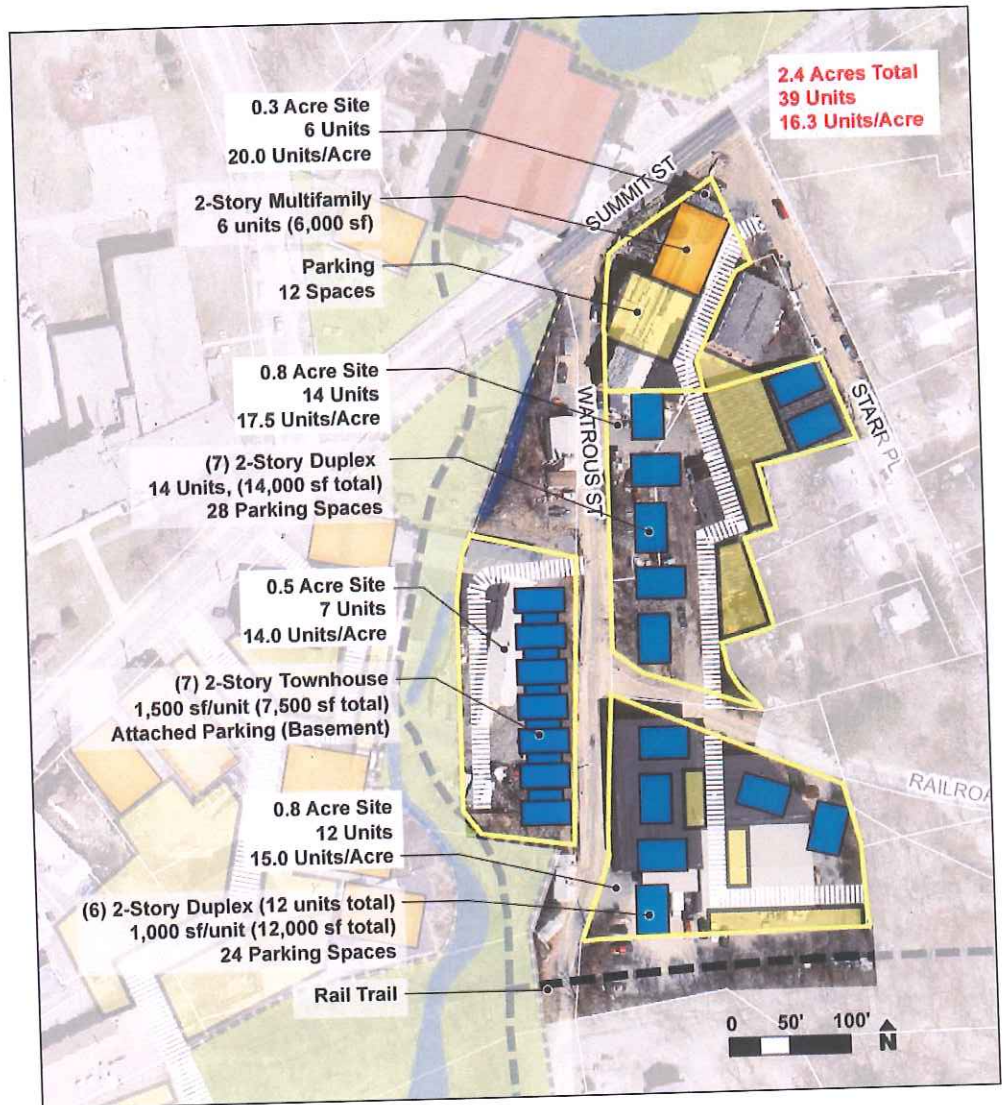 2.4 Acres Total
39 Units
16.3 Units/Acre
0.3 Acre Site
6 Units
20.0 Units/Acre
SUMMIT ST
2-Story Multifamily
6 units (6,000 sf)
Parking
12 Spaces
0.8 Acre Site
14 Units
17.5 Units/Acre
WATROUS ST
STARR PL
(7) 2-Story Duplex
14 Units, (14,000 sf total)
28 Parking Spaces
0.5 Acre Site
7 Units
14.0 Units/Acre
(7) 2-Story Townhouse
1,500 sf/unit (7,500 sf total)
Attached Parking (Basement)
RAILROA
0.8 Acre Site
12 Units
15.0 Units/Acre
(6) 2-Story Duplex (12 units total)
1,000 sf/unit (12,000 sf total)
24 Parking Spaces
Rail Trail
0 50' 100'
N